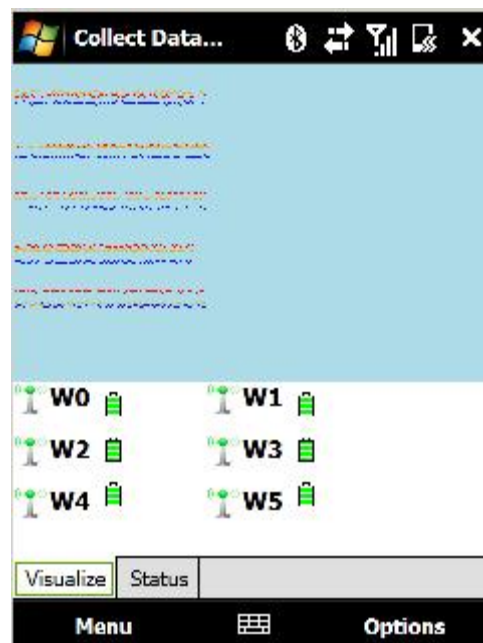 Collect Data...
W0 W1
W2 W3
W4 W5
Visualize Status
Menu Options